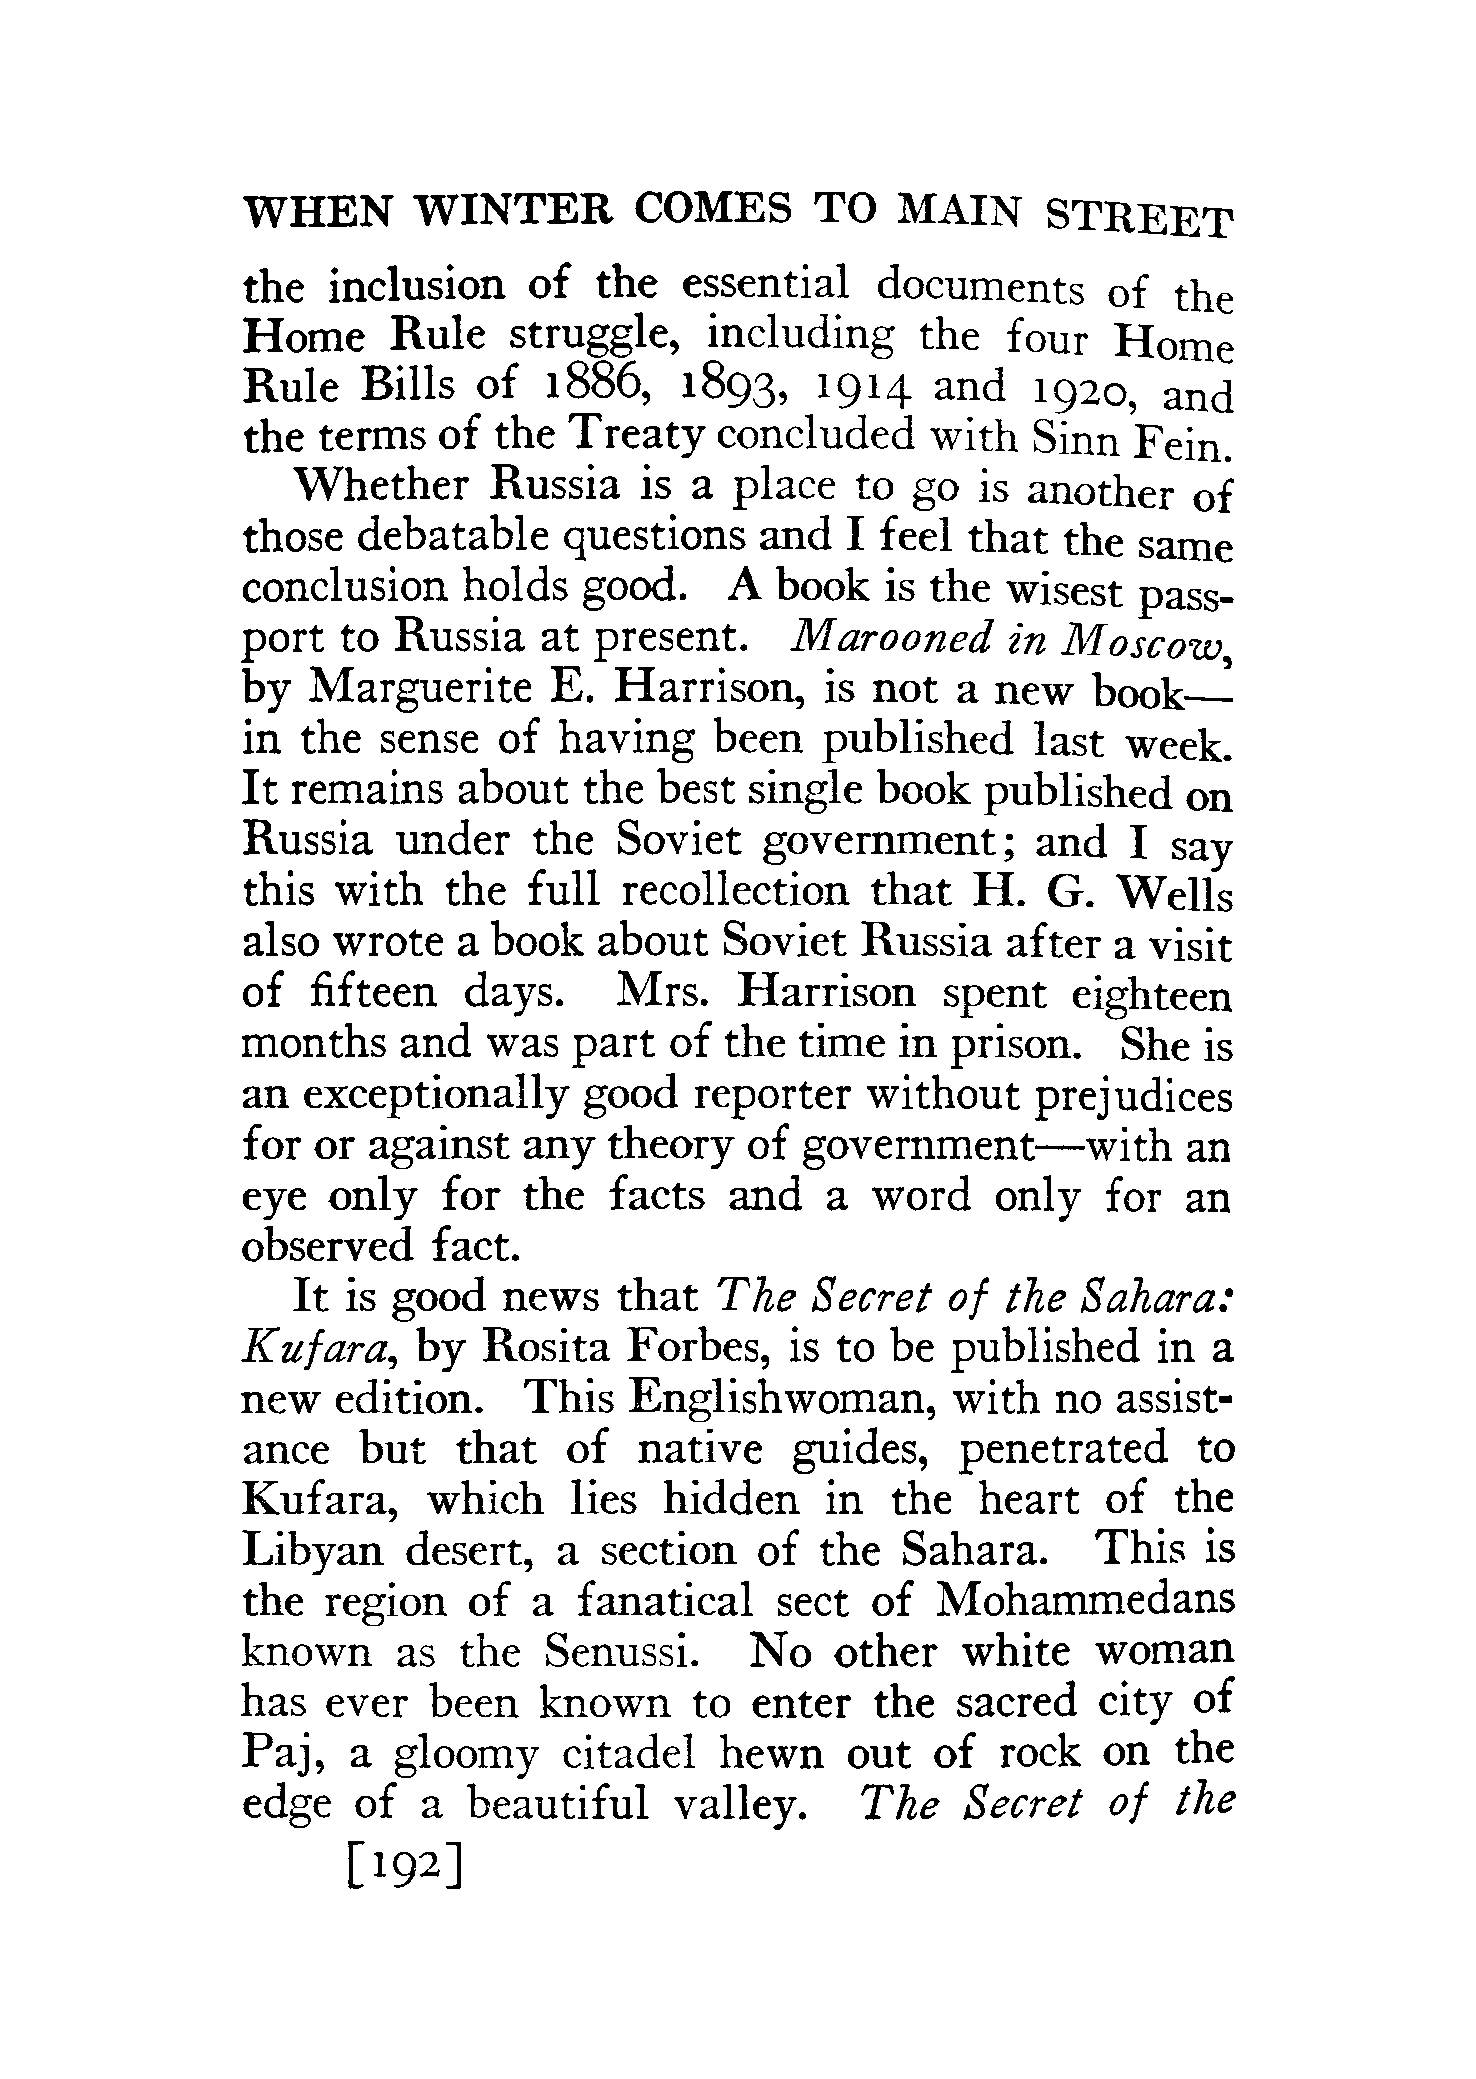 WHEN WINTER COMES TO MAIN STREET
the inclusion of the essential documents of the
Home Rule struggle, including the four Home
Rule Bills of 1886, 1893, 1914 and 1920, and
the terms of the Treaty concluded with Sinn Fein.
Whether Russia is a place to go is another of
those debatable questions and I feel that the same
conclusion holds good. A book is the wisest pass-
port to Russia at present. Marooned in Moscow,
by Marguerite E. Harrison, is not a new book—
in the sense of having been published last week.
It remains about the best single book published on
Russia under the Soviet government; and I say
this with the full recollection that H. G. Wells
also wrote a book about Soviet Russia after a visit
of fifteen days. Mrs. Harrison spent eighteen
months and was part of the time in prison. She is
an exceptionally good reporter without prejudices
for or against any theory of government—with an
eye only for the facts and a word only for an
observed fact.
It is good news that The Secret of the Sahara:
Kufara, by Rosita Forbes, is to be published in a
new edition. This Englishwoman, with no assist-
ance but that of native guides, penetrated to
Kufara, which lies hidden in the heart of the
Libyan desert, a section of the Sahara. This is
the region of a fanatical sect of Mohammedans
known as the Senussi. No other white woman
has ever been known to enter the sacred city of
Paj, a gloomy citadel hewn out of rock on the
edge of a beautiful valley. The Secret of the
[192]